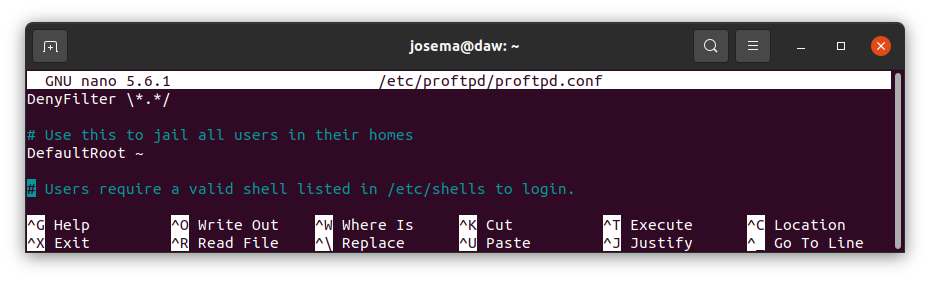 josema@daw: ~
GNU nano 5.6.1 /etc/proftpd/proftpd.conf
DenyFilter \*.*/
# Use this to jail all users in their homes
DefaultRoot ~
# Users require a valid shell listed in /etc/shells to login.
^G Help ^O Write Out ^W Where Is ^K Cut ^T Execute ^C Location
^X Exit ^R Read File ^\ Replace ^U Paste ^J Justify ^_ Go To Line